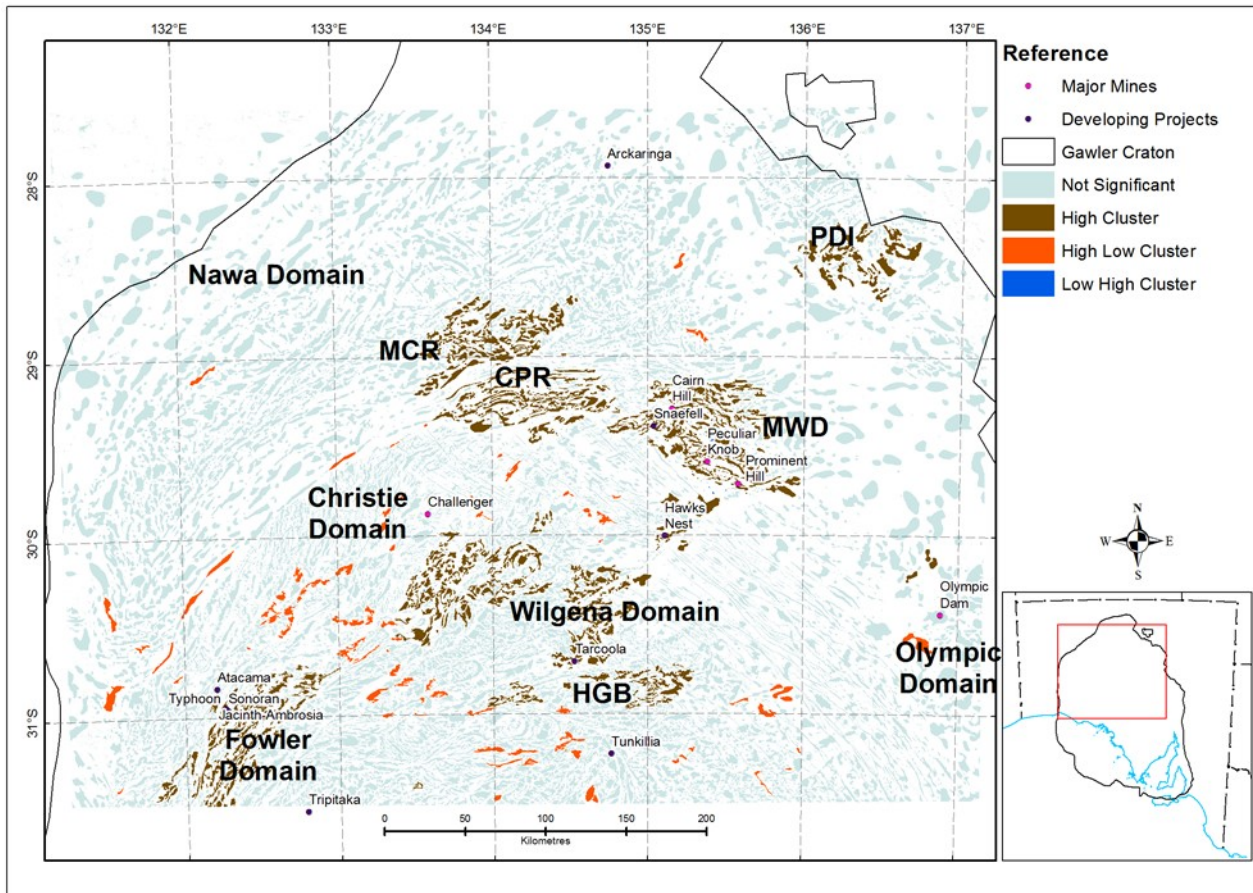 132°E 133°E 134°E 135°E 136°E 137°E
Reference
Major Mines
Developing Projects
Gawler Craton
Not Significant
High Cluster
High Low Cluster
Low High Cluster
Arckaringa
28°S
PDI
Nawa Domain
MCR
29°S
CPR
Cairn
Hill
Snaefell
MWD
Peculiar
Knob
Prominent
Hill
Christie
Domain
Challenger
Hawks
Nest
30°S
N
W E
S
Olympic
Dam
Wilgena Domain
Tarcoola
Olympic
Domain
HGB
Atacama
Typhoon Sonoran
Jacinth-Ambrosia
31°S
Fowler
Domain
Tunkillia
Tripitaka
0 50 100 150 200
Kilometres